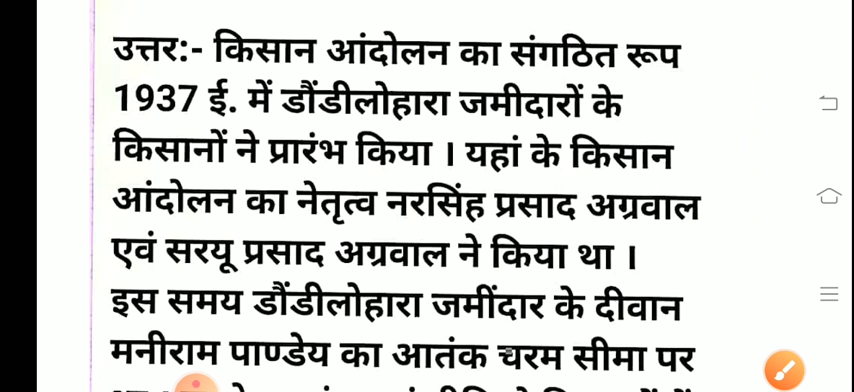 उत्तर:- किसान आंदोलन का संगठित रूप
1937 ई. में डौंडीलोहारा जमीदारों के
किसानों ने प्रारंभ किया । यहां के किसान
आंदोलन का नेतृत्व नरसिंह प्रसाद अग्रवाल
एवं सरयू प्रसाद अग्रवाल ने किया था ।
इस समय डौंडीलोहारा जमींदार के दीवान
मनीराम पाण्डेय का आतंक चरम सीमा पर